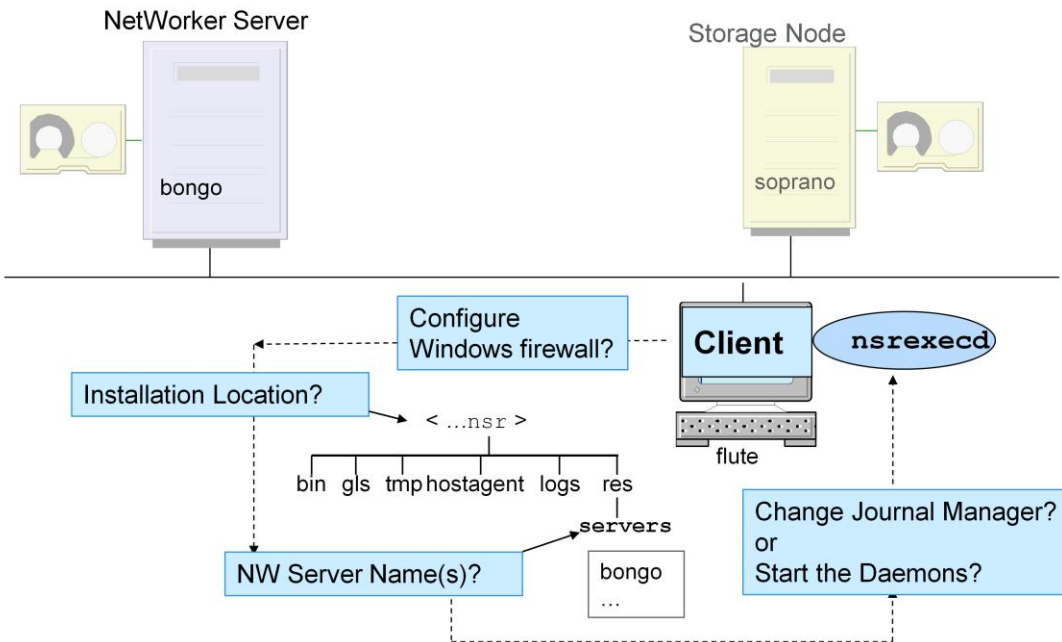 NetWorker Server
Storage Node
bongo
soprano
Configure
Windows firewall?
Client
nsrexecd
Installation Location?
< ...nsr >
flute
bin gls tmp hostagent logs res
servers
Change Journal Manager?
or
Start the Daemons?
NW Server Name(s)?
bongo
...